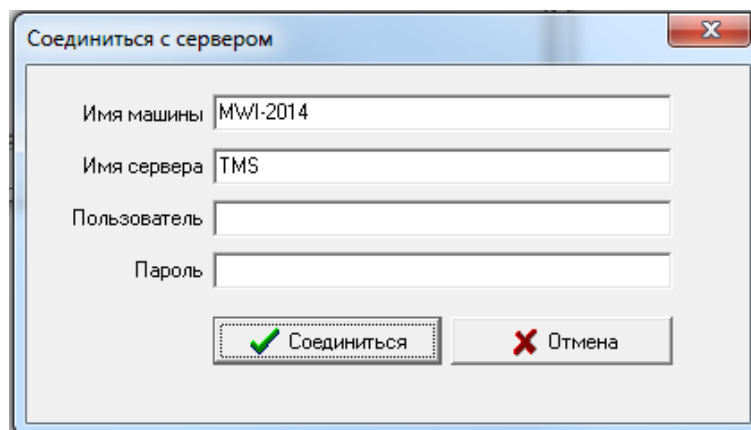 Соединиться с сервером
Имя машины MWI-2014
Имя сервера TMS
Пользователь
Пароль
Соединиться Отмена